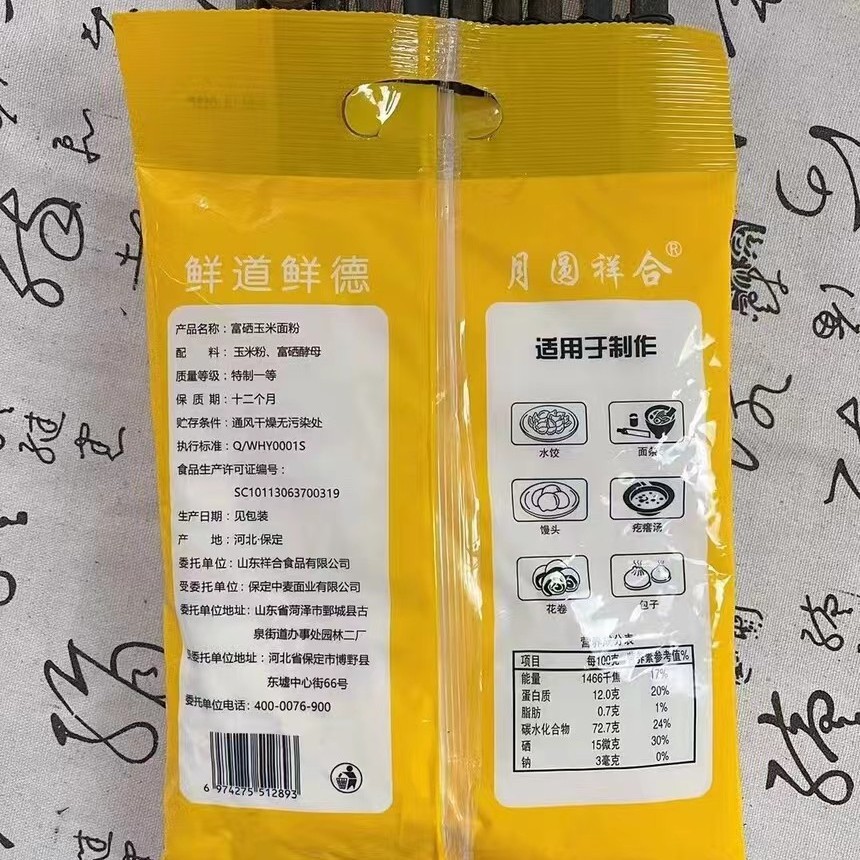 鲜道鲜德
产品名称：富硒玉米面粉
配　　料：玉米粉、富硒酵母
质量等级：特制一等
保 质 期：十二个月
贮存条件：通风干燥无污染处
执行标准：Q/WHY0001S
食品生产许可证编号：
SC10113063700319
生产日期：见包装
产　　地：河北·保定
委托单位：山东祥合食品有限公司
受委托单位：保定中麦面业有限公司
委托单位地址：山东省菏泽市鄄城县古
泉街道办事处园林二厂
受委托单位地址：河北省保定市博野县
东墟中心街66号
委托单位电话：400-0076-900
6 974275 512893
月圆祥合®
适用于制作
水饺 面条
馒头 疙瘩汤
花卷 包子
营养成分表
项目 每100克 营养素参考值%
能量 1466千焦 17%
蛋白质 12.0克 20%
脂肪 0.7克 1%
碳水化合物 72.7克 24%
硒 15微克 30%
钠 3毫克 0%